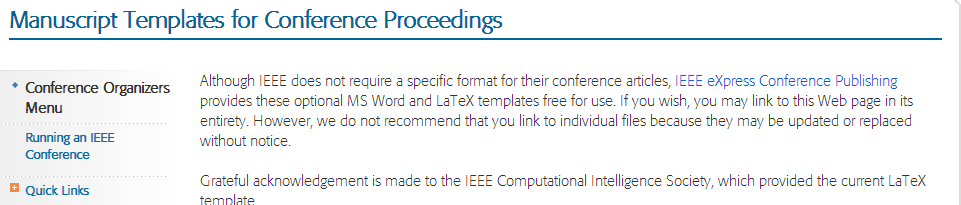 Manuscript Templates for Conference Proceedings
Conference Organizers
Menu
Running an IEEE
Conference
Quick Links
Although IEEE does not require a specific format for their conference articles, IEEE eXpress Conference Publishing
provides these optional MS Word and LaTeX templates free for use. If you wish, you may link to this Web page in its
entirety. However, we do not recommend that you link to individual files because they may be updated or replaced
without notice.
Grateful acknowledgement is made to the IEEE Computational Intelligence Society, which provided the current LaTeX
template